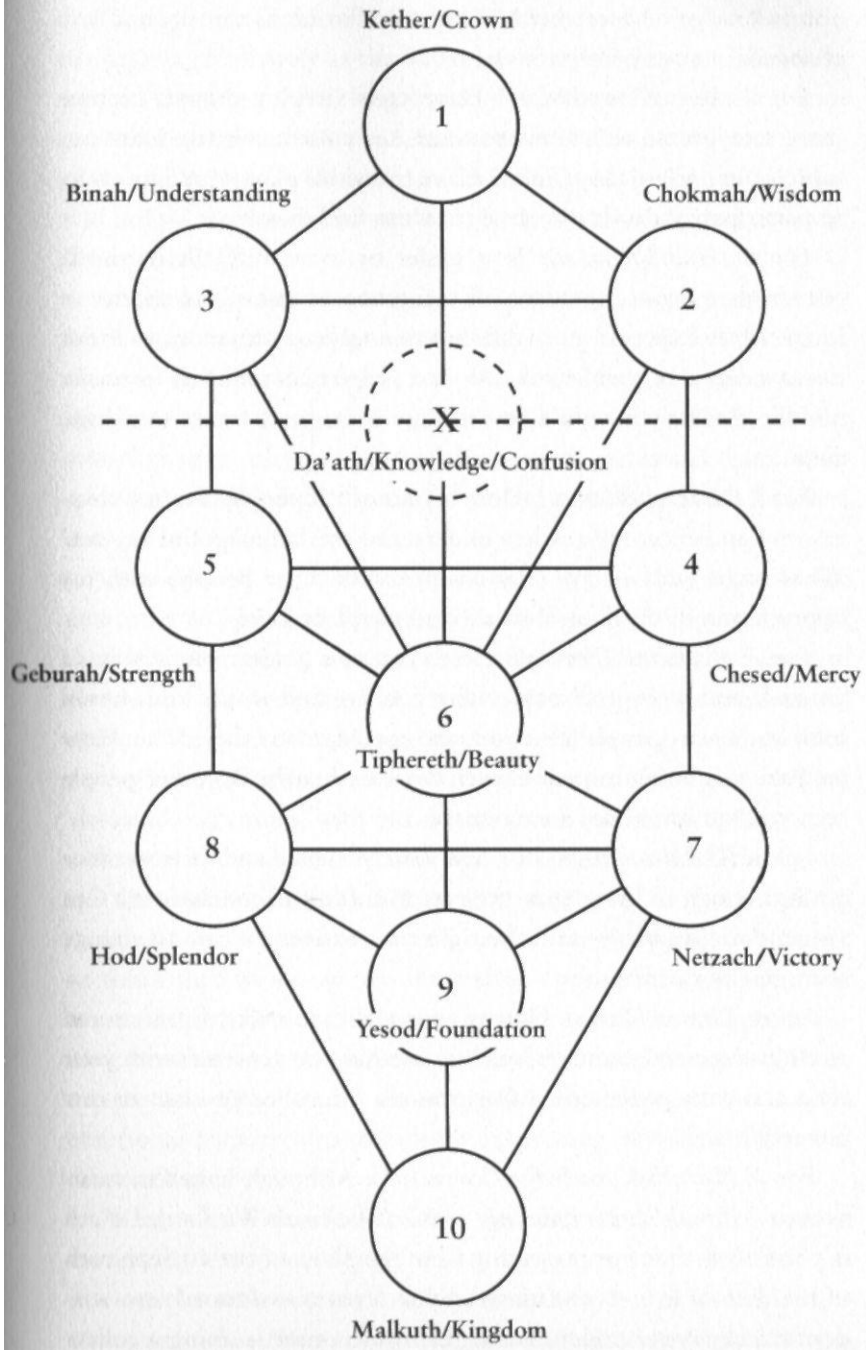 Kether/Crown
1
Binah/Understanding
Chokmah/Wisdom
3
2
X
Da'ath/Knowledge/Confusion
5
4
Geburah/Strength
Chesed/Mercy
6
Tiphereth/Beauty
8
7
Hod/Splendor
Netzach/Victory
9
Yesod/Foundation
10
Malkuth/Kingdom